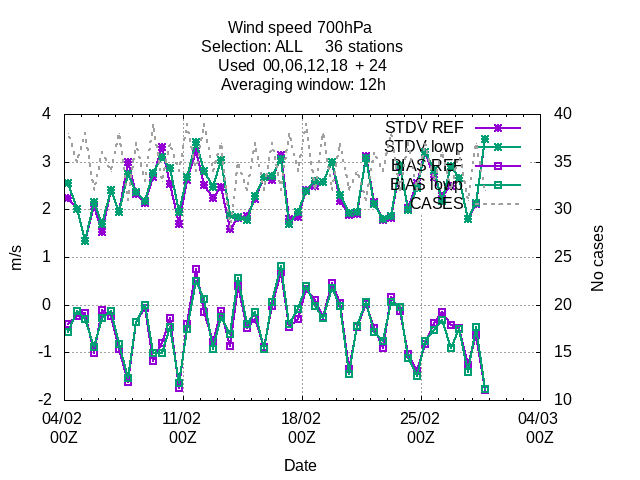 Wind speed 700hPa
Selection: ALL 36 stations
Used 00,06,12,18 + 24
Averaging window: 12h
STDV REF
STDV lowp
BIAS REF
BIAS lowp
CASES
4
3
2
1
0
-1
-2
40
35
30
25
20
15
10
m/s
No cases
04/02 00Z
11/02 00Z
18/02 00Z
25/02 00Z
04/03 00Z
Date